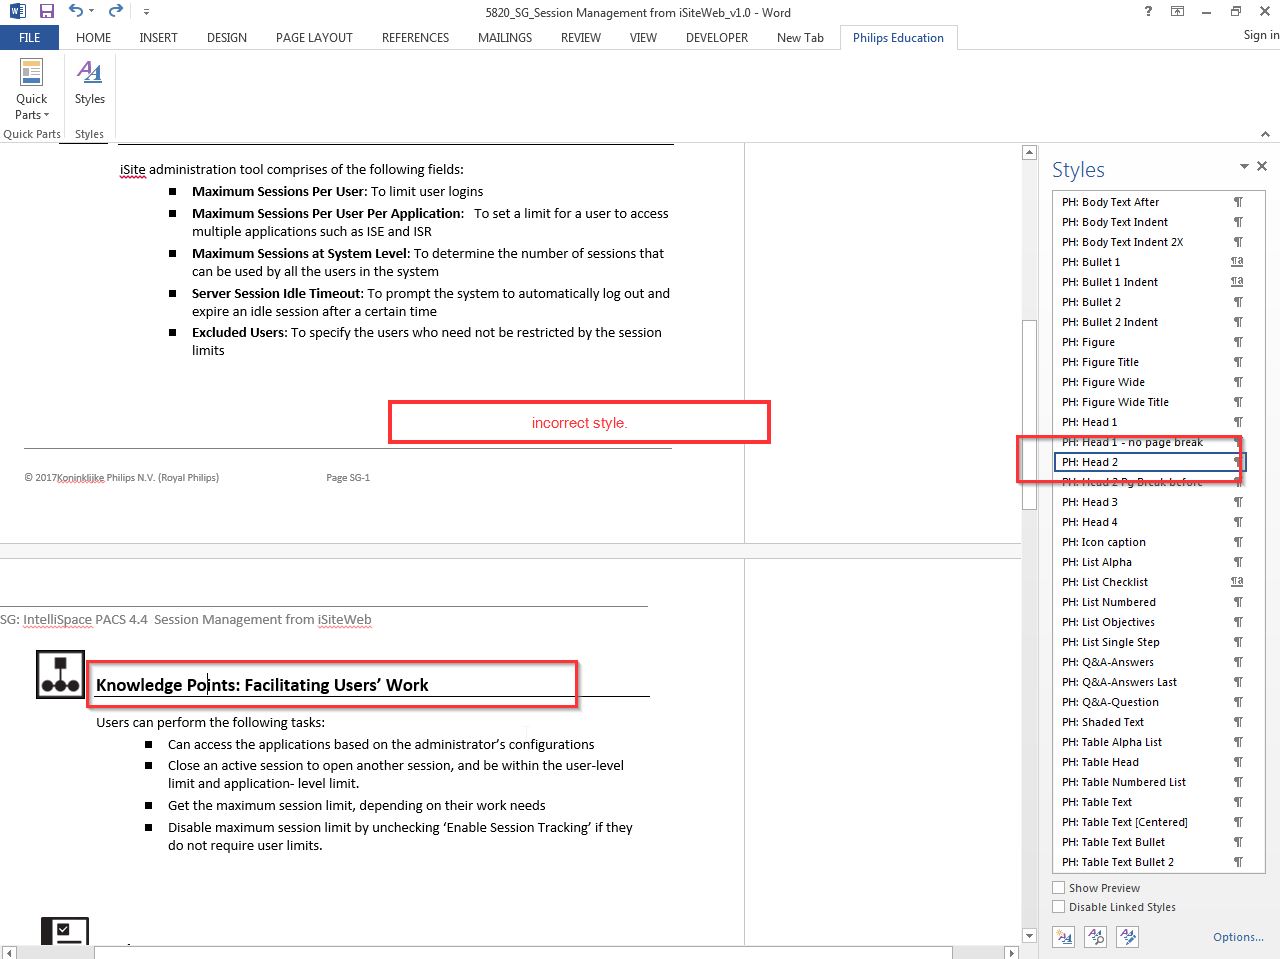 5820_SG_Session Management from iSiteWeb_v1.0 - Word
FILE HOME INSERT DESIGN PAGE LAYOUT REFERENCES MAILINGS REVIEW VIEW DEVELOPER New Tab Philips Education Sign in
Quick Parts
Styles
Quick Parts Styles
iSite administration tool comprises of the following fields:
■ Maximum Sessions Per User: To limit user logins
■ Maximum Sessions Per User Per Application: To set a limit for a user to access
multiple applications such as ISE and ISR
■ Maximum Sessions at System Level: To determine the number of sessions that
can be used by all the users in the system
■ Server Session Idle Timeout: To prompt the system to automatically log out and
expire an idle session after a certain time
■ Excluded Users: To specify the users who need not be restricted by the session
limits
incorrect style.
© 2017Koninklijke Philips N.V. (Royal Philips) Page SG-1
SG: IntelliSpace PACS 4.4 Session Management from iSiteWeb
Knowledge Points: Facilitating Users’ Work
Users can perform the following tasks:
■ Can access the applications based on the administrator’s configurations
■ Close an active session to open another session, and be within the user-level
limit and application- level limit.
■ Get the maximum session limit, depending on their work needs
■ Disable maximum session limit by unchecking ‘Enable Session Tracking’ if they
do not require user limits.
Styles
PH: Body Text After ¶
PH: Body Text Indent ¶
PH: Body Text Indent 2X ¶
PH: Bullet 1 ¶a
PH: Bullet 1 Indent ¶a
PH: Bullet 2 ¶
PH: Bullet 2 Indent ¶
PH: Figure ¶
PH: Figure Title ¶
PH: Figure Wide ¶
PH: Figure Wide Title ¶
PH: Head 1 ¶
PH: Head 1 - no page break ¶
PH: Head 2 ¶
PH: Head 2 Pg Break before ¶
PH: Head 3 ¶
PH: Head 4 ¶
PH: Icon caption ¶
PH: List Alpha ¶
PH: List Checklist ¶a
PH: List Numbered ¶
PH: List Objectives ¶
PH: List Single Step ¶
PH: Q&A-Answers ¶
PH: Q&A-Answers Last ¶
PH: Q&A-Question ¶
PH: Shaded Text ¶
PH: Table Alpha List ¶
PH: Table Head ¶
PH: Table Numbered List ¶
PH: Table Text ¶
PH: Table Text [Centered] ¶
PH: Table Text Bullet ¶
PH: Table Text Bullet 2 ¶
Show Preview
Disable Linked Styles
Options...